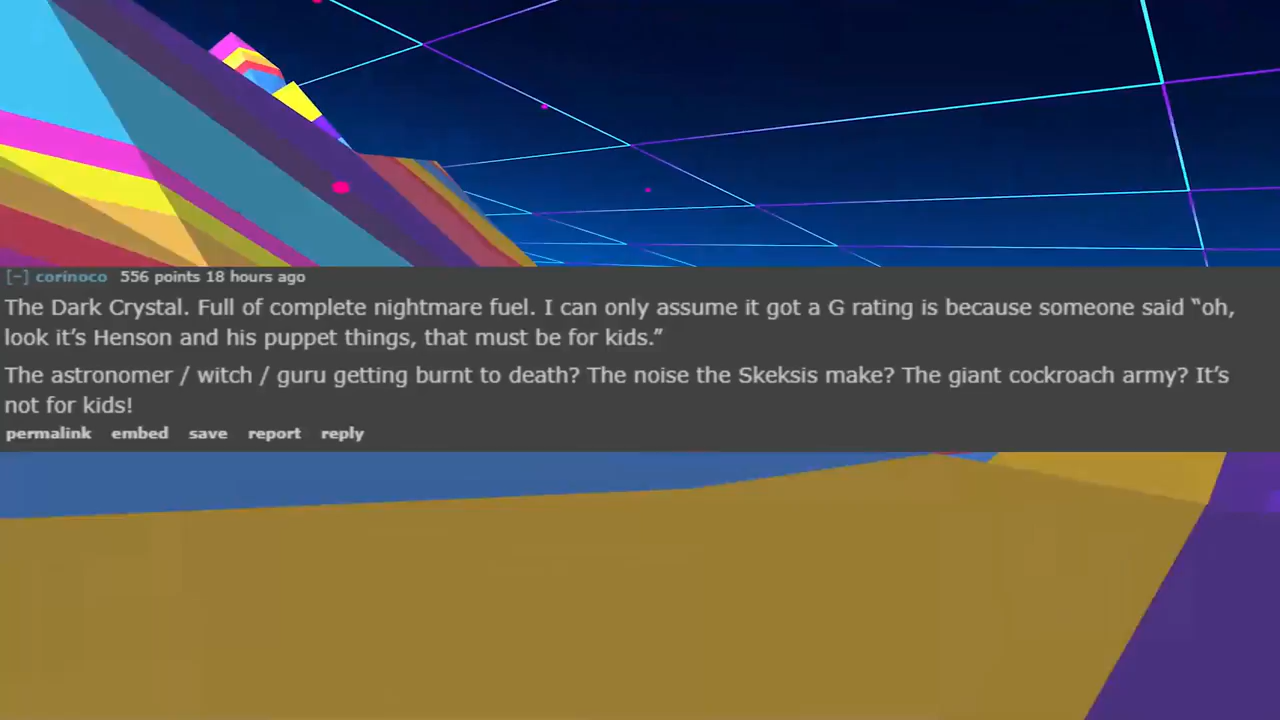 [−] corinoco 556 points 18 hours ago
The Dark Crystal. Full of complete nightmare fuel. I can only assume it got a G rating is because someone said “oh,
look it’s Henson and his puppet things, that must be for kids.”
The astronomer / witch / guru getting burnt to death? The noise the Skeksis make? The giant cockroach army? It’s
not for kids!
permalink embed save report reply